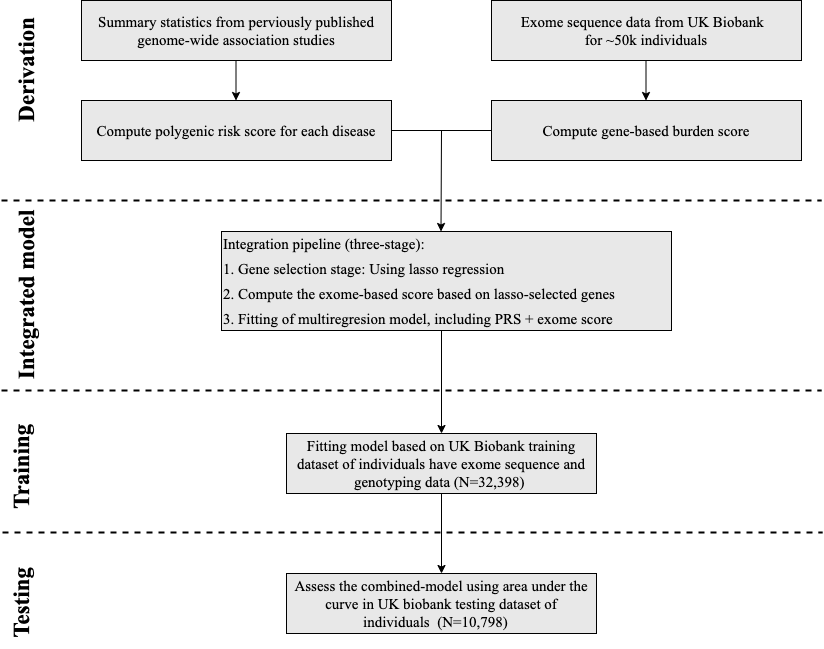 Derivation
Summary statistics from perviously published
genome-wide association studies
Exome sequence data from UK Biobank
for ~50k individuals
Compute polygenic risk score for each disease
Compute gene-based burden score
Integrated model
Integration pipeline (three-stage):
1. Gene selection stage: Using lasso regression
2. Compute the exome-based score based on lasso-selected genes
3. Fitting of multiregresion model, including PRS + exome score
Training
Fitting model based on UK Biobank training
dataset of individuals have exome sequence and
genotyping data (N=32,398)
Testing
Assess the combined-model using area under the
curve in UK biobank testing dataset of
individuals (N=10,798)